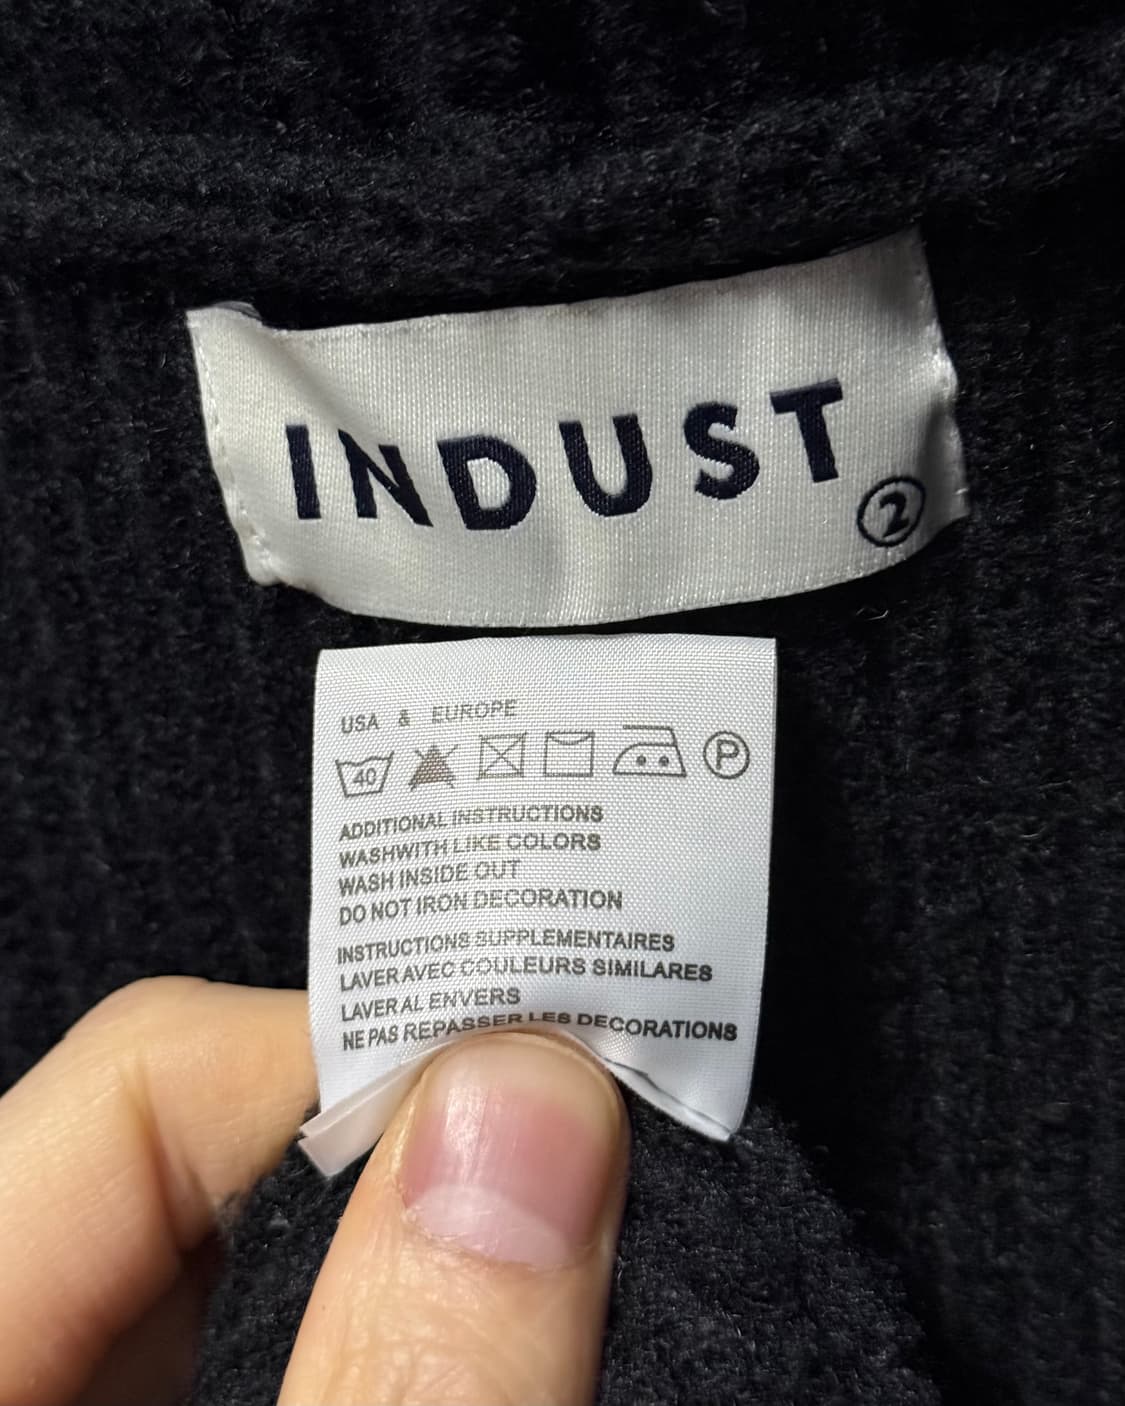 INDUST
2
USA & EUROPE
40 P
ADDITIONAL INSTRUCTIONS
WASHWITH LIKE COLORS
WASH INSIDE OUT
DO NOT IRON DECORATION
INSTRUCTIONS SUPPLEMENTAIRES
LAVER AVEC COULEURS SIMILARES
LAVER AL ENVERS
NE PAS REPASSER LES DECORATIONS